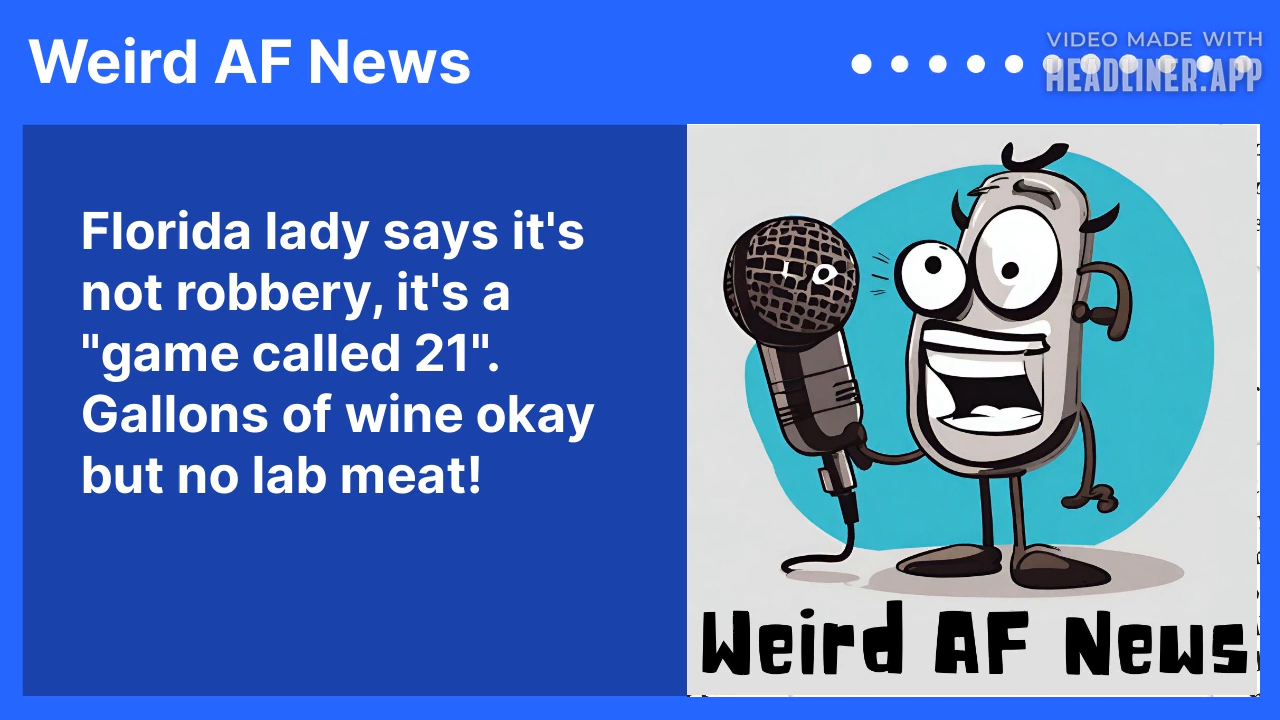 Weird AF News
VIDEO MADE WITH
HEADLINER.APP
Florida lady says it's
not robbery, it's a
"game called 21".
Gallons of wine okay
but no lab meat!
Weird AF News